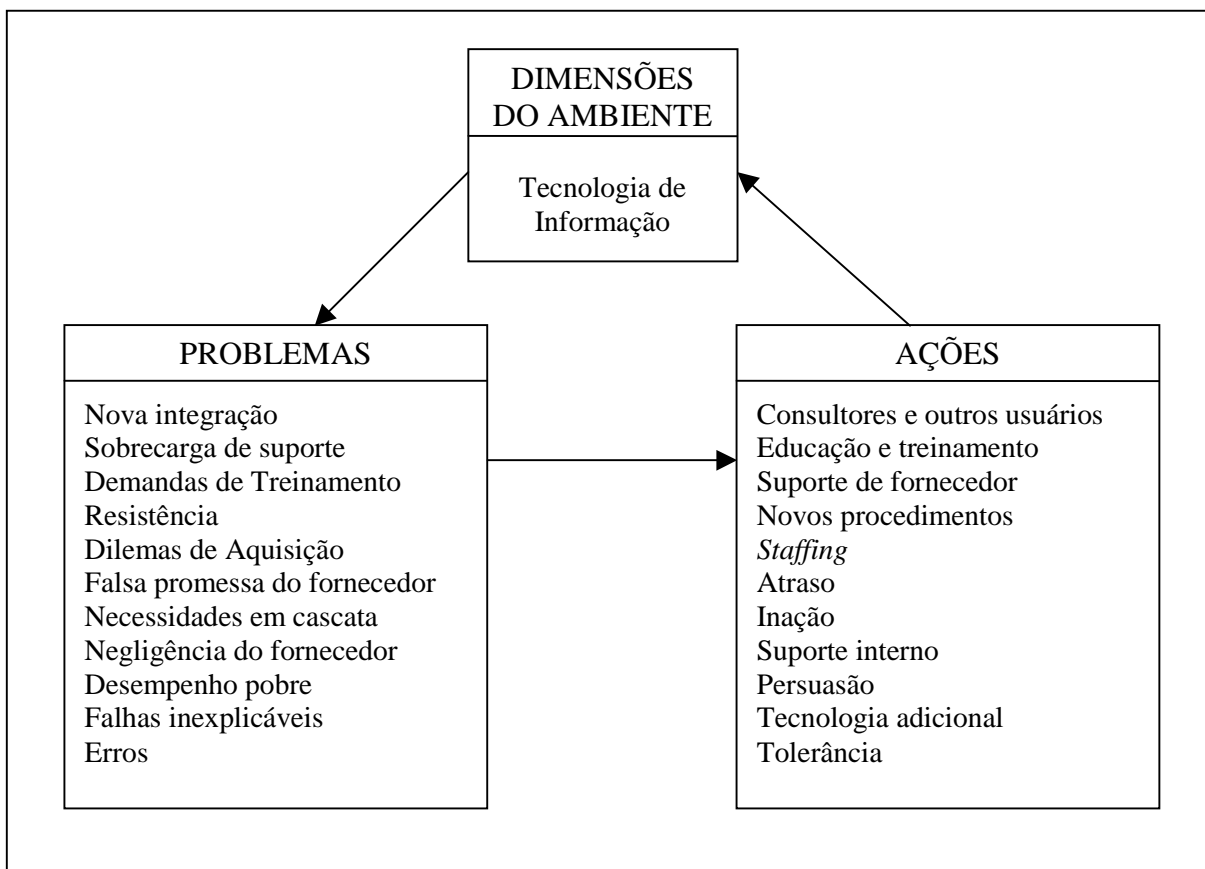 DIMENSÕES
DO AMBIENTE
Tecnologia de
Informação
PROBLEMAS
Nova integração
Sobrecarga de suporte
Demandas de Treinamento
Resistência
Dilemas de Aquisição
Falsa promessa do fornecedor
Necessidades em cascata
Negligência do fornecedor
Desempenho pobre
Falhas inexplicáveis
Erros
AÇÕES
Consultores e outros usuários
Educação e treinamento
Suporte de fornecedor
Novos procedimentos
Staffing
Atraso
Inação
Suporte interno
Persuasão
Tecnologia adicional
Tolerância